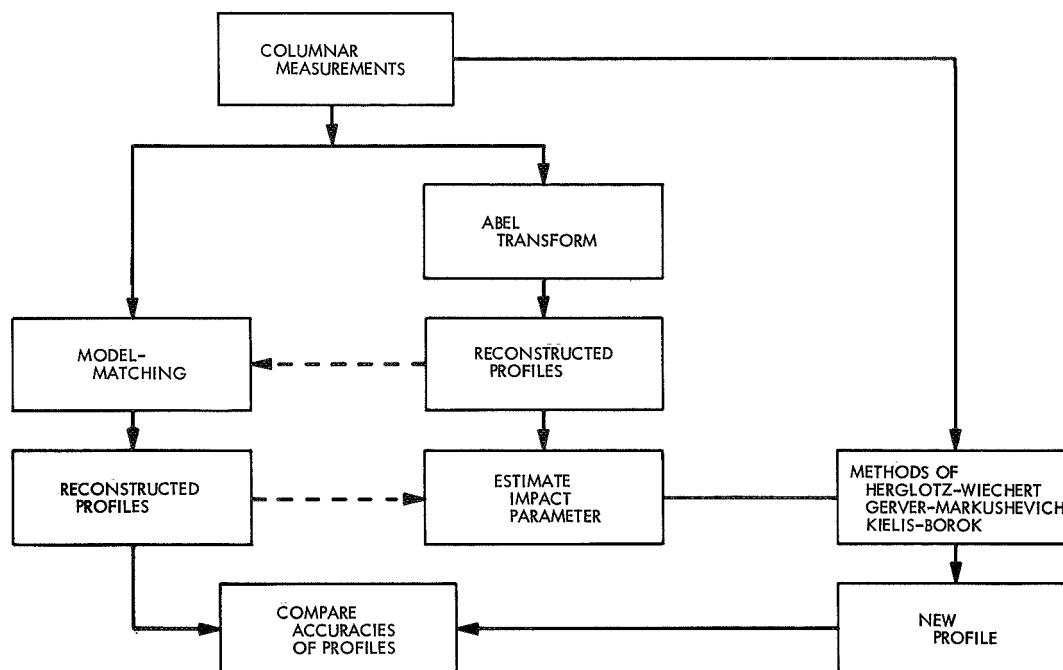 COLUMNAR
MEASUREMENTS
ABEL
TRANSFORM
MODEL-
MATCHING
RECONSTRUCTED
PROFILES
RECONSTRUCTED
PROFILES
ESTIMATE
IMPACT
PARAMETER
METHODS OF
HERGLOTZ-WIECHERT
GERVER-MARKUSHEVICH
KIELIS-BOROK
COMPARE
ACCURACIES
OF PROFILES
NEW
PROFILE